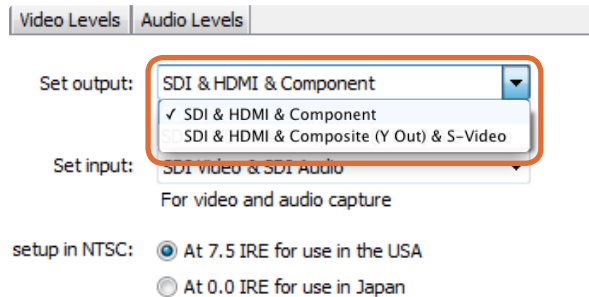 Video Levels Audio Levels
Set output: SDI & HDMI & Component
✓ SDI & HDMI & Component
SDI & HDMI & Composite (Y Out) & S-Video
Set input: SDI Video & SDI Audio
For video and audio capture
setup in NTSC: At 7.5 IRE for use in the USA
At 0.0 IRE for use in Japan